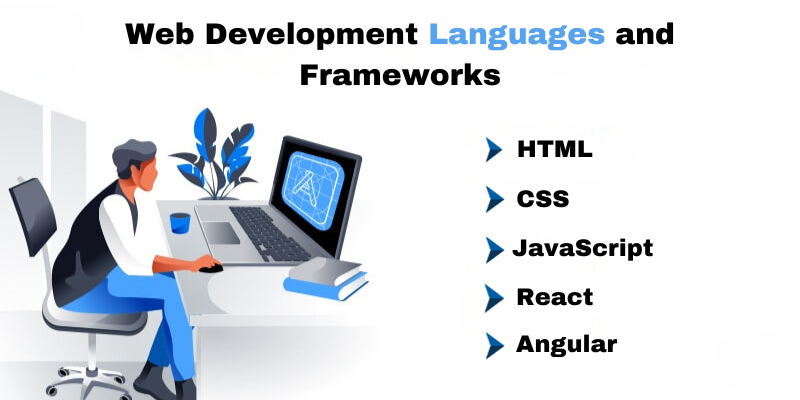 Web Development Languages and
Frameworks
HTML
CSS
JavaScript
React
Angular